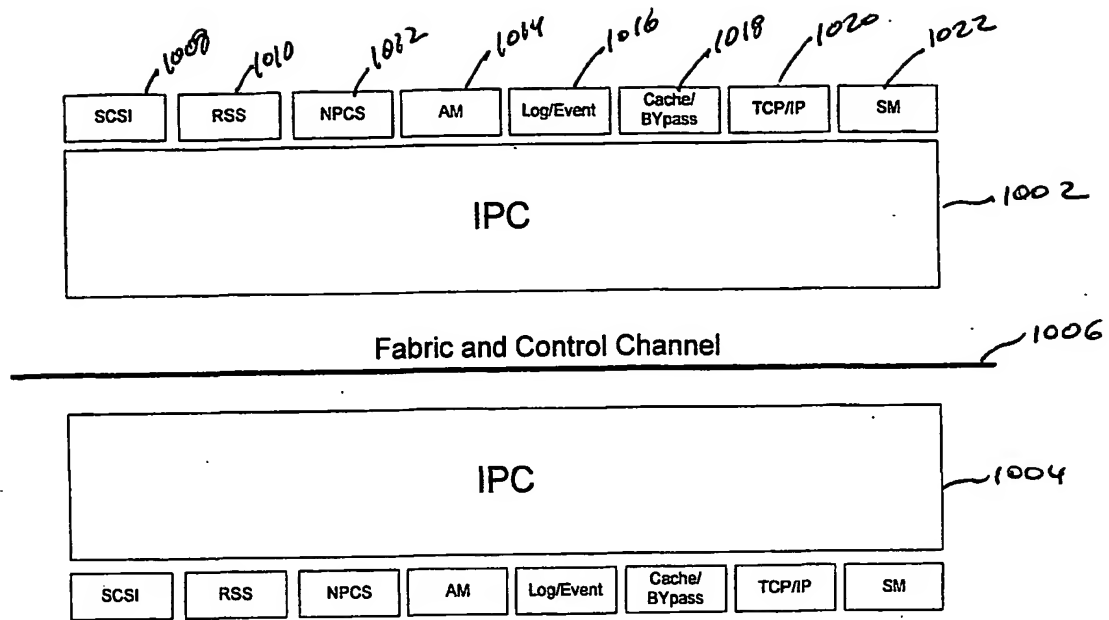 1008 1010 1012 1014 1016 1018 1020 1022
SCSI RSS NPCS AM Log/Event Cache/ BYpass TCP/IP SM
IPC
1002
Fabric and Control Channel
1006
IPC
1004
SCSI RSS NPCS AM Log/Event Cache/ BYpass TCP/IP SM